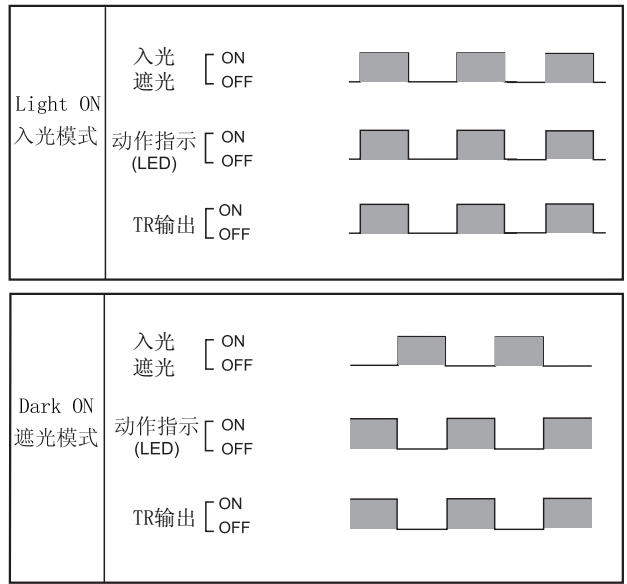 入光 ON
遮光 OFF
Light ON
入光模式
动作指示 ON
(LED) OFF
TR输出 ON
OFF
入光 ON
遮光 OFF
Dark ON
遮光模式
动作指示 ON
(LED) OFF
TR输出 ON
OFF